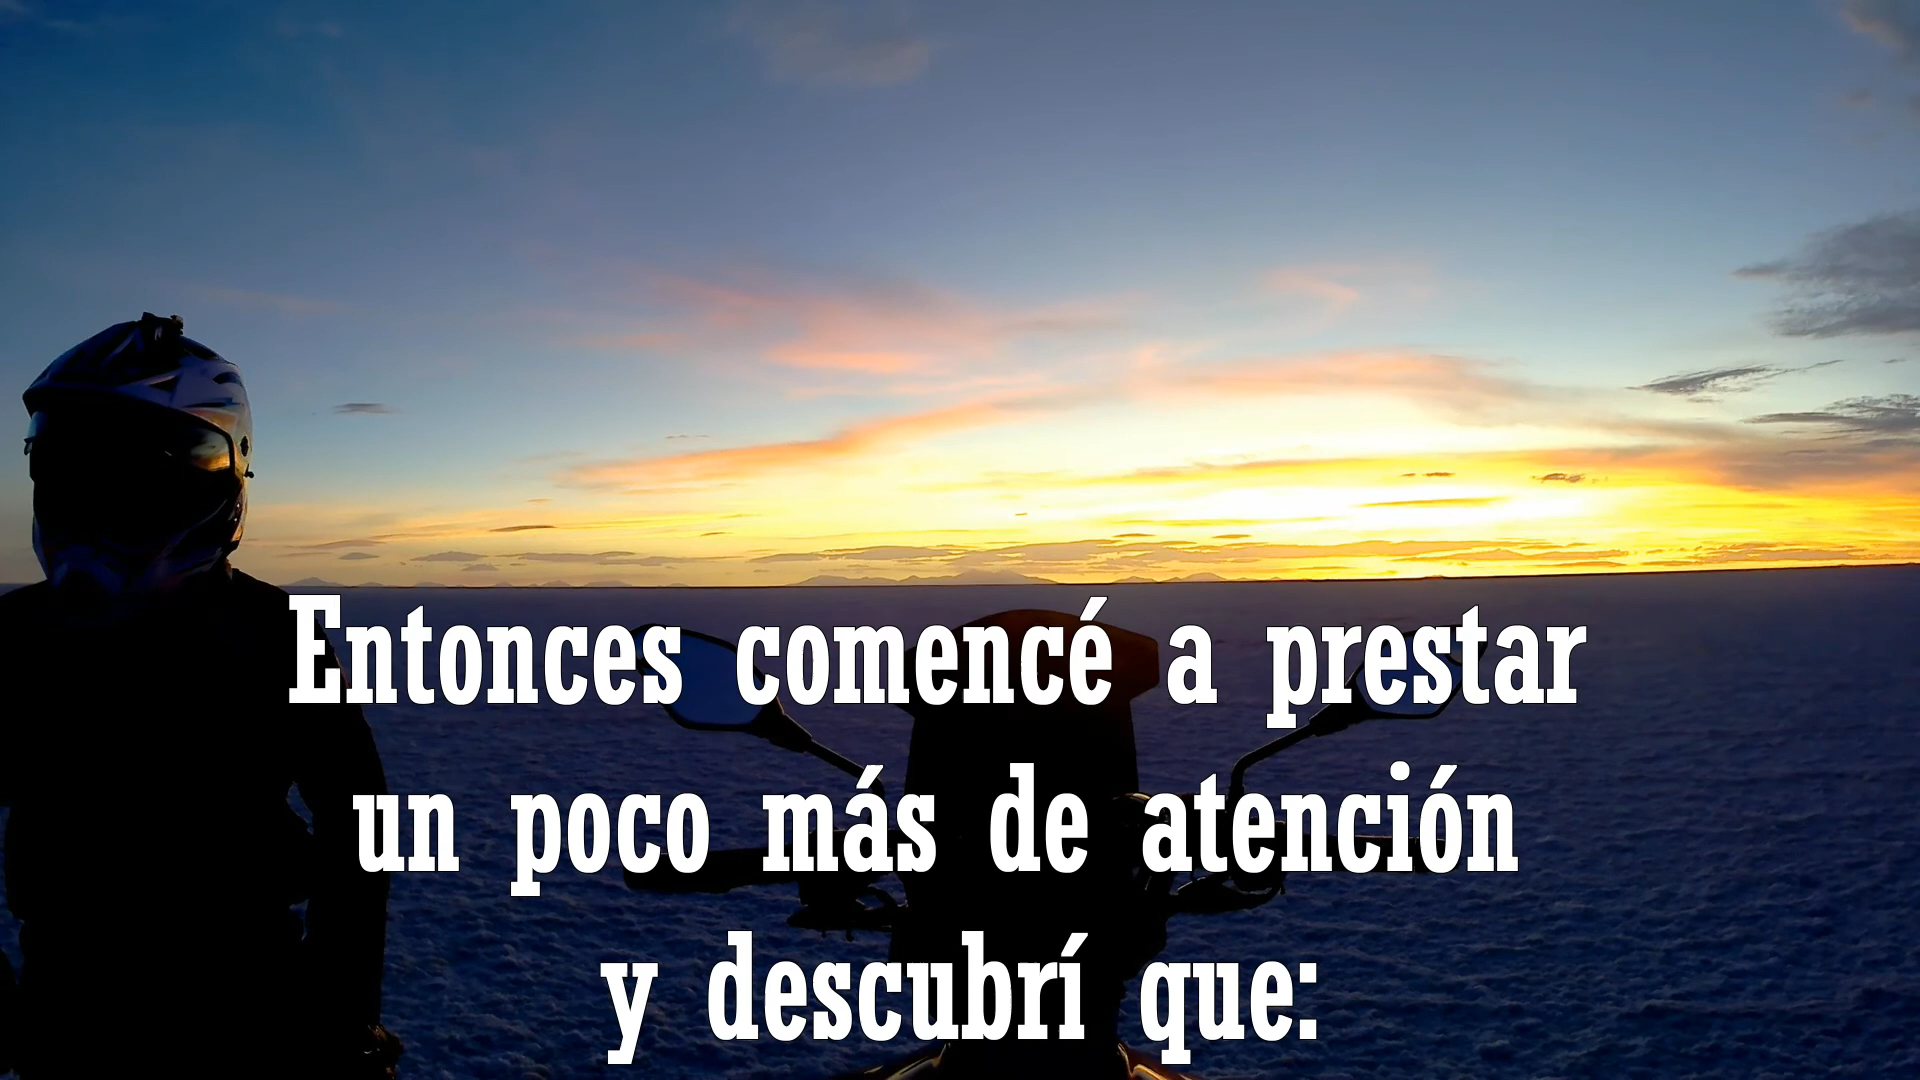 Entonces comencé a prestar
un poco más de atención
y descubrí que: